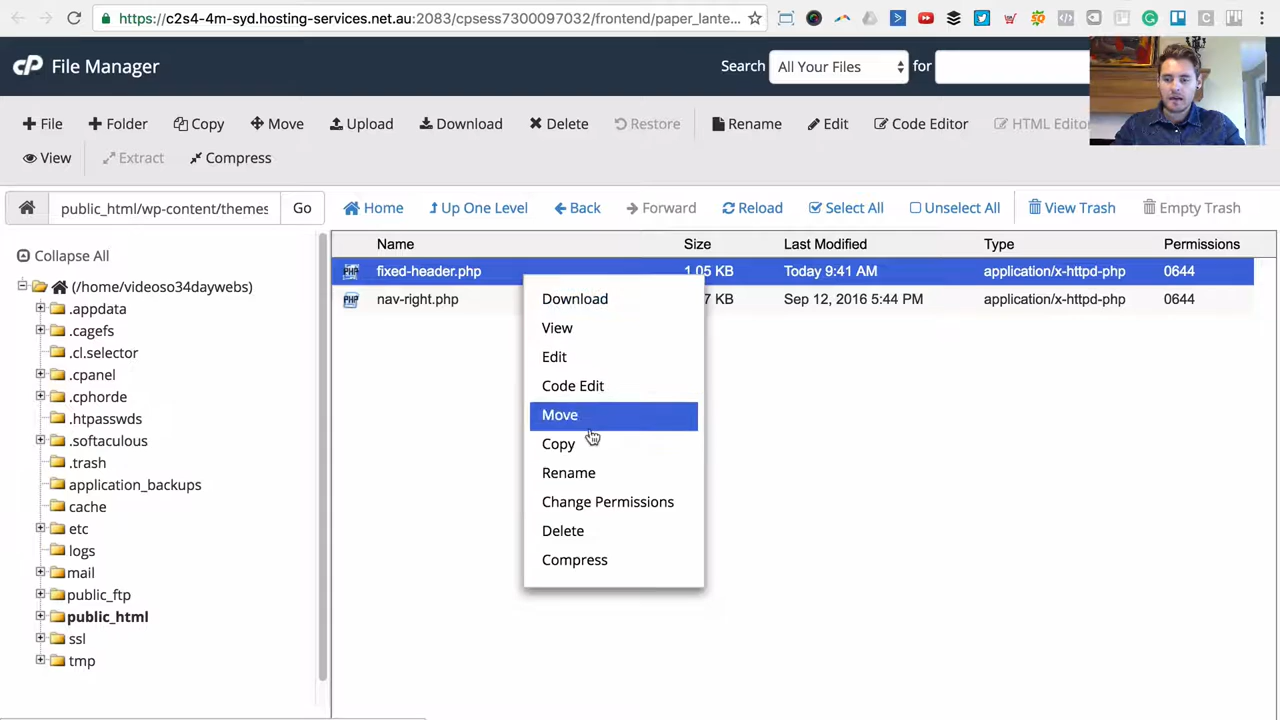 https://c2s4-4m-syd.hosting-services.net.au:2083/cpsess7300097032/frontend/paper_lante...
cP File Manager
Search All Your Files for
File Folder Copy Move Upload Download Delete Restore Rename Edit Code Editor HTML Editor
View Extract Compress
public_html/wp-content/themes Go Home Up One Level Back Forward Reload Select All Unselect All View Trash Empty Trash
Collapse All
(/home/videoso34daywebs)
.appdata
.cagefs
.cl.selector
.cpanel
.cphorde
.htpasswds
.softaculous
.trash
application_backups
cache
etc
logs
mail
public_ftp
public_html
ssl
tmp
Name Size Last Modified Type Permissions
PHP fixed-header.php 1.05 KB Today 9:41 AM application/x-httpd-php 0644
PHP nav-right.php 7 KB Sep 12, 2016 5:44 PM application/x-httpd-php 0644
Download
View
Edit
Code Edit
Move
Copy
Rename
Change Permissions
Delete
Compress